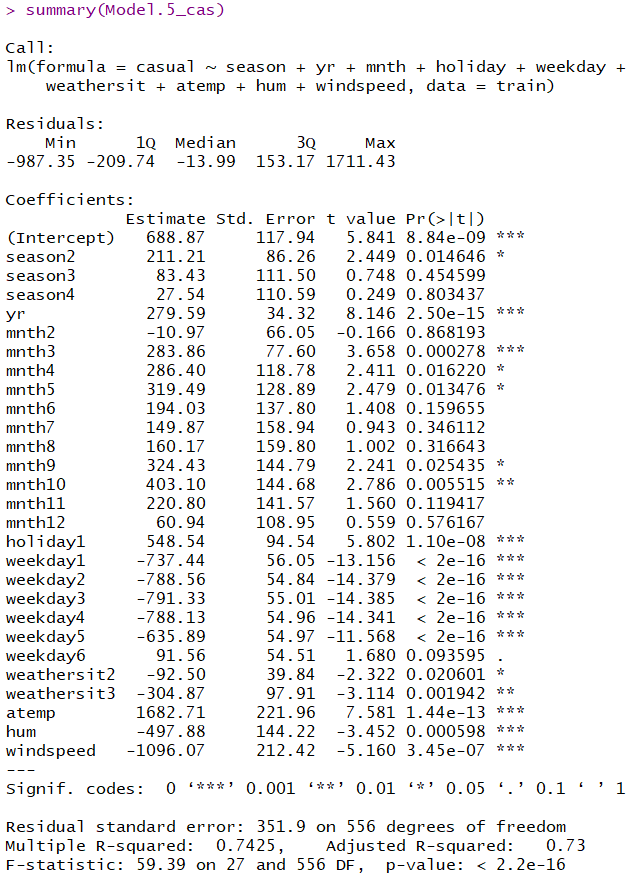 > summary(Model.5_cas)
Call:
lm(formula = casual ~ season + yr + mnth + holiday + weekday +
    weathersit + atemp + hum + windspeed, data = train)
Residuals:
    Min      1Q  Median      3Q     Max
-987.35 -209.74  -13.99  153.17 1711.43
Coefficients:
            Estimate Std. Error t value Pr(>|t|)
(Intercept)   688.87     117.94   5.841 8.84e-09 ***
season2       211.21      86.26   2.449 0.014646 *
season3        83.43     111.50   0.748 0.454599
season4        27.54     110.59   0.249 0.803437
yr            279.59      34.32   8.146 2.50e-15 ***
mnth2         -10.97      66.05  -0.166 0.868193
mnth3         283.86      77.60   3.658 0.000278 ***
mnth4         286.40     118.78   2.411 0.016220 *
mnth5         319.49     128.89   2.479 0.013476 *
mnth6         194.03     137.80   1.408 0.159655
mnth7         149.87     158.94   0.943 0.346112
mnth8         160.17     159.80   1.002 0.316643
mnth9         324.43     144.79   2.241 0.025435 *
mnth10        403.10     144.68   2.786 0.005515 **
mnth11        220.80     141.57   1.560 0.119417
mnth12         60.94     108.95   0.559 0.576167
holiday1      548.54      94.54   5.802 1.10e-08 ***
weekday1     -737.44      56.05 -13.156  < 2e-16 ***
weekday2     -788.56      54.84 -14.379  < 2e-16 ***
weekday3     -791.33      55.01 -14.385  < 2e-16 ***
weekday4     -788.13      54.96 -14.341  < 2e-16 ***
weekday5     -635.89      54.97 -11.568  < 2e-16 ***
weekday6       91.56      54.51   1.680 0.093595 .
weathersit2   -92.50      39.84  -2.322 0.020601 *
weathersit3  -304.87      97.91  -3.114 0.001942 **
atemp        1682.71     221.96   7.581 1.44e-13 ***
hum          -497.88     144.22  -3.452 0.000598 ***
windspeed   -1096.07     212.42  -5.160 3.45e-07 ***
---
Signif. codes:  0 ‘***’ 0.001 ‘**’ 0.01 ‘*’ 0.05 ‘.’ 0.1 ‘ ’ 1
Residual standard error: 351.9 on 556 degrees of freedom
Multiple R-squared:  0.7425,    Adjusted R-squared:   0.73
F-statistic: 59.39 on 27 and 556 DF,  p-value: < 2.2e-16